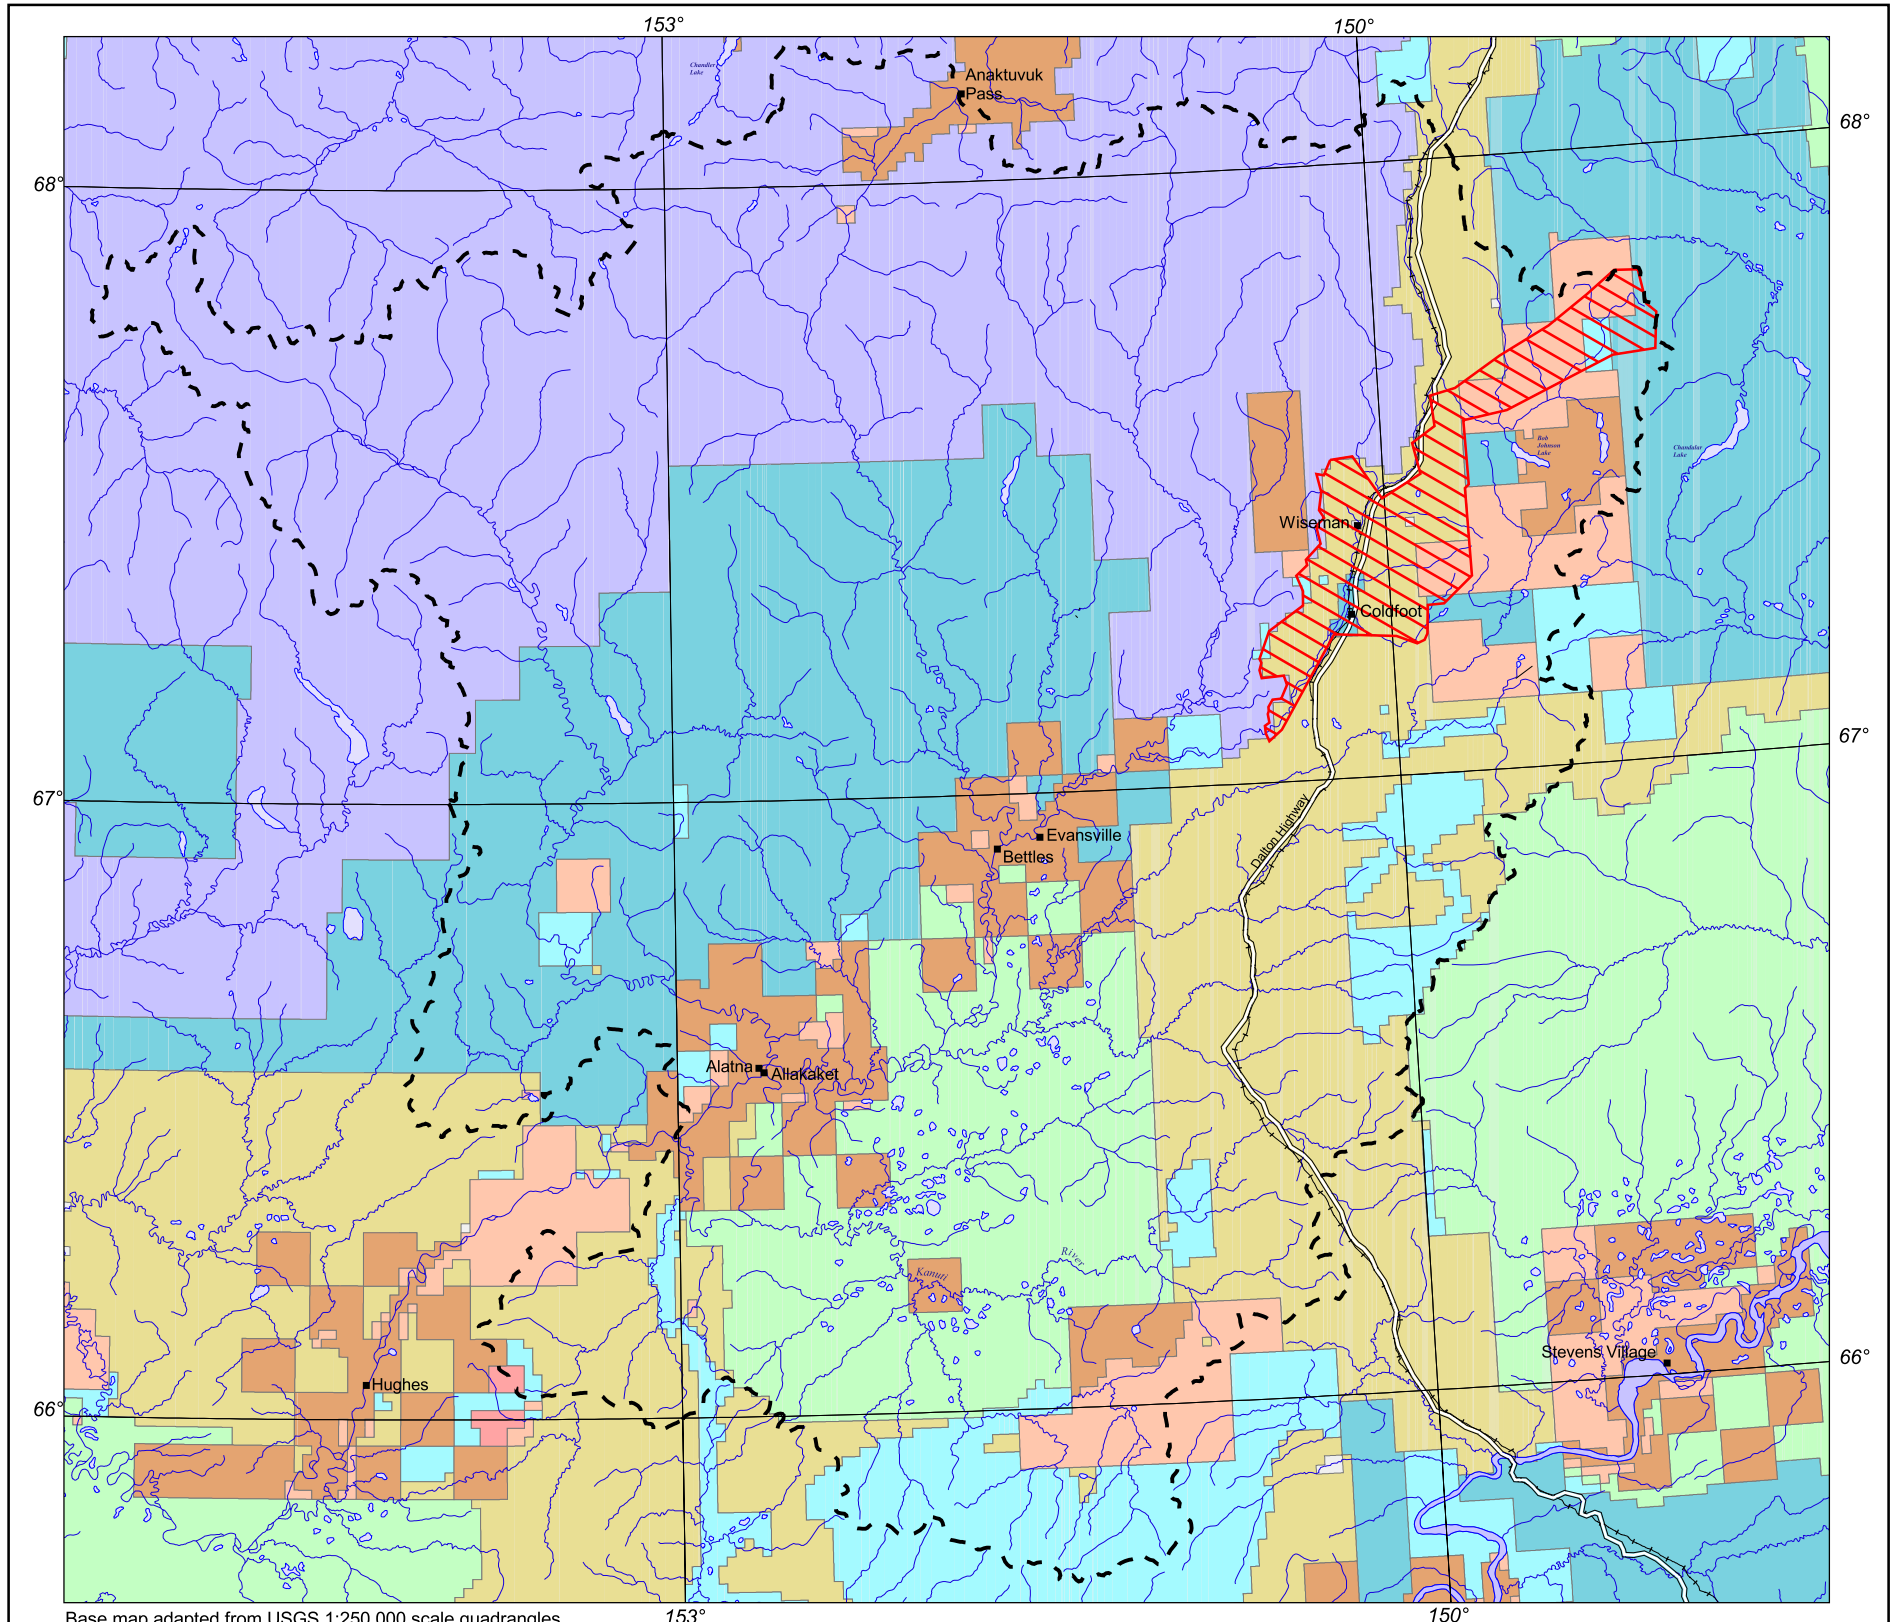 153°
150°
Chandler
Lake
Anaktuvuk
Pass
68°
68°
Bob
Johnson
Lake
Chandalar
Lake
Wiseman
Coldfoot
67°
67°
Dalton Highway
Evansville
Bettles
Alatna
Allakaket
Kanuti
River
Stevens Village
66°
Hughes
66°
Base map adapted from USGS 1:250,000 scale quadrangles
153°
150°